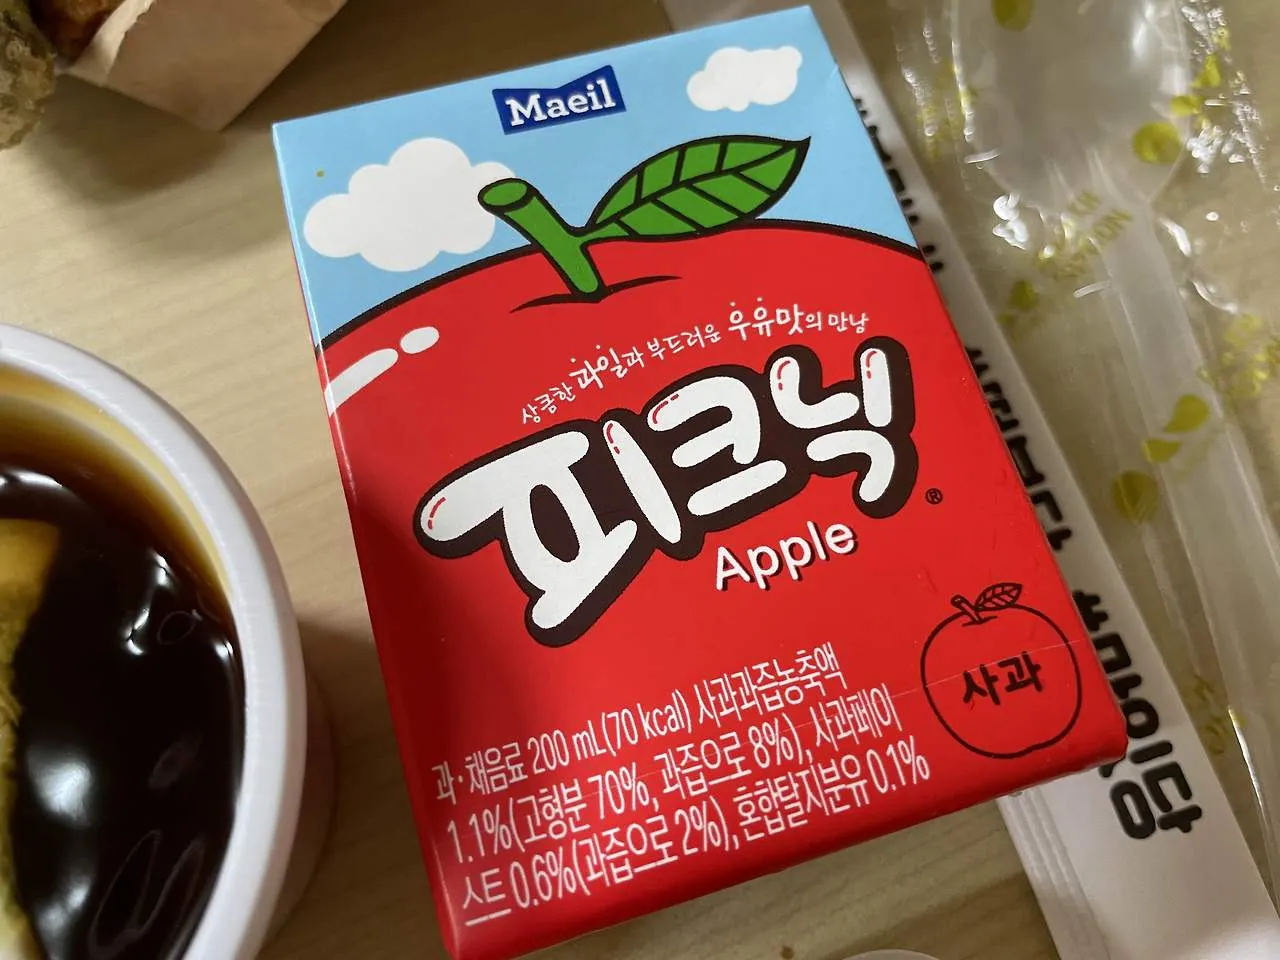 Maeil
상큼한 과일과 부드러운 우유맛의 만남
피크닉®
Apple
사과
과·채음료 200 mL(70 kcal) 사과과즙농축액
1.1%(고형분 70%, 과즙으로 8%), 사과페이
스트 0.6%(과즙으로 2%), 혼합탈지분유 0.1%